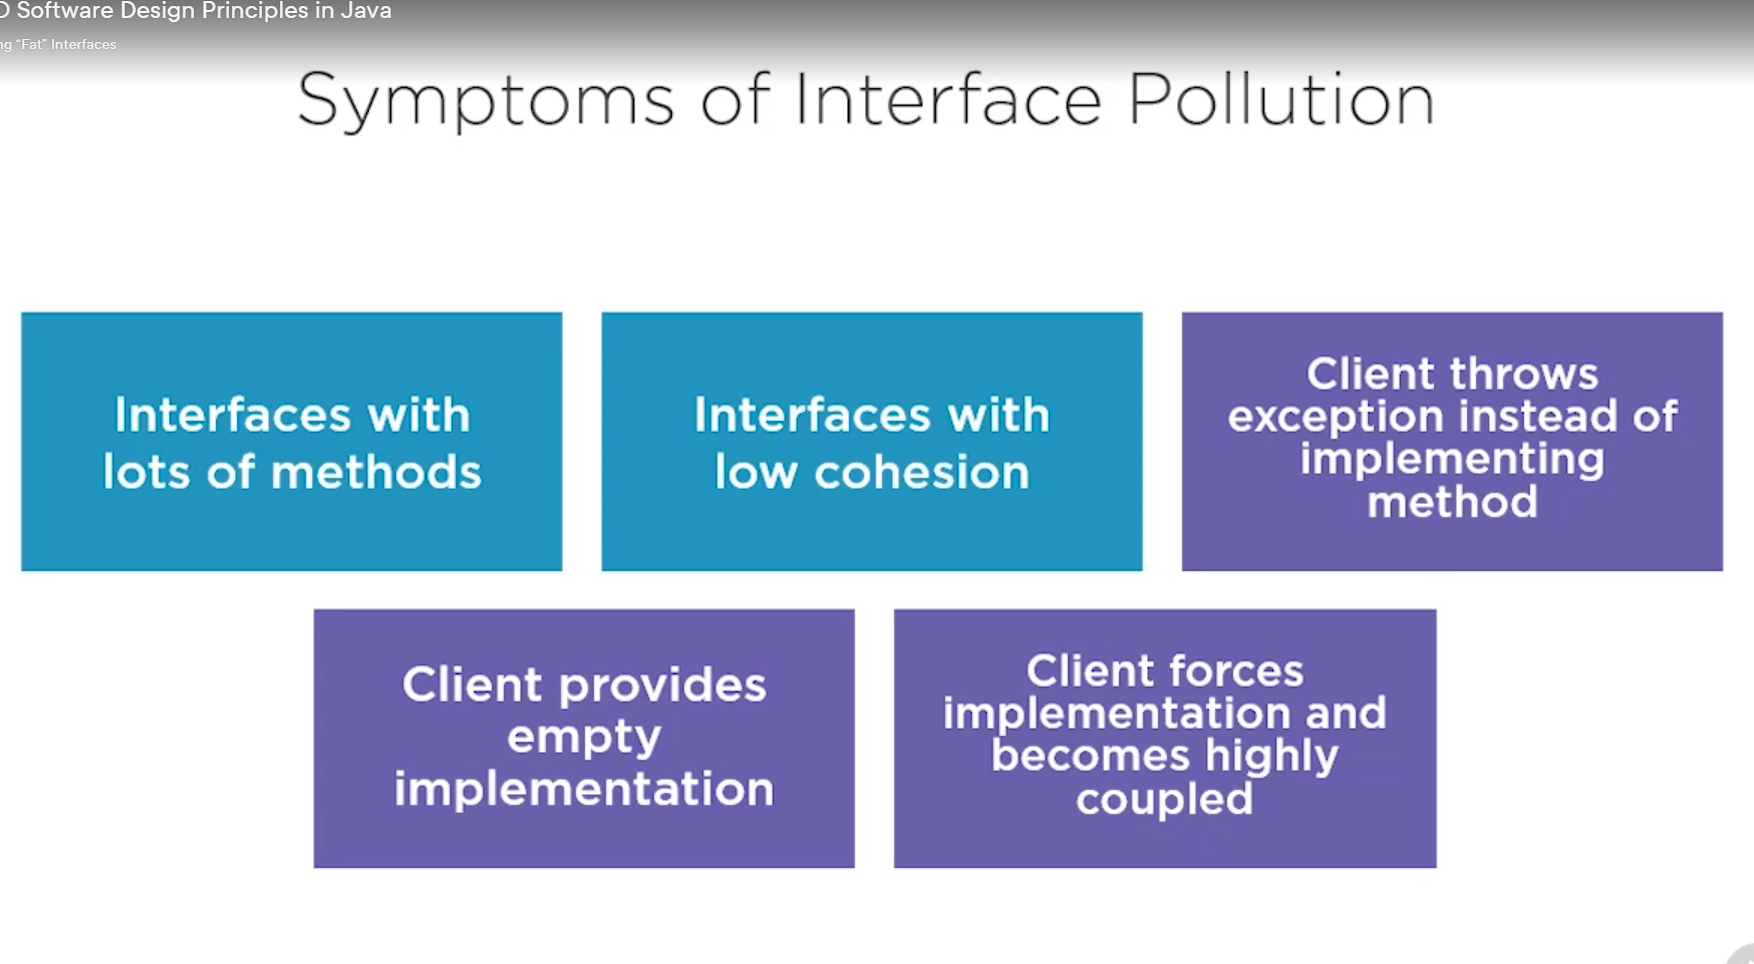 Software Design Principles in Java
"Fat" Interfaces
Symptoms of Interface Pollution
Interfaces with
lots of methods
Interfaces with
low cohesion
Client throws
exception instead of
implementing
method
Client provides
empty
implementation
Client forces
implementation and
becomes highly
coupled